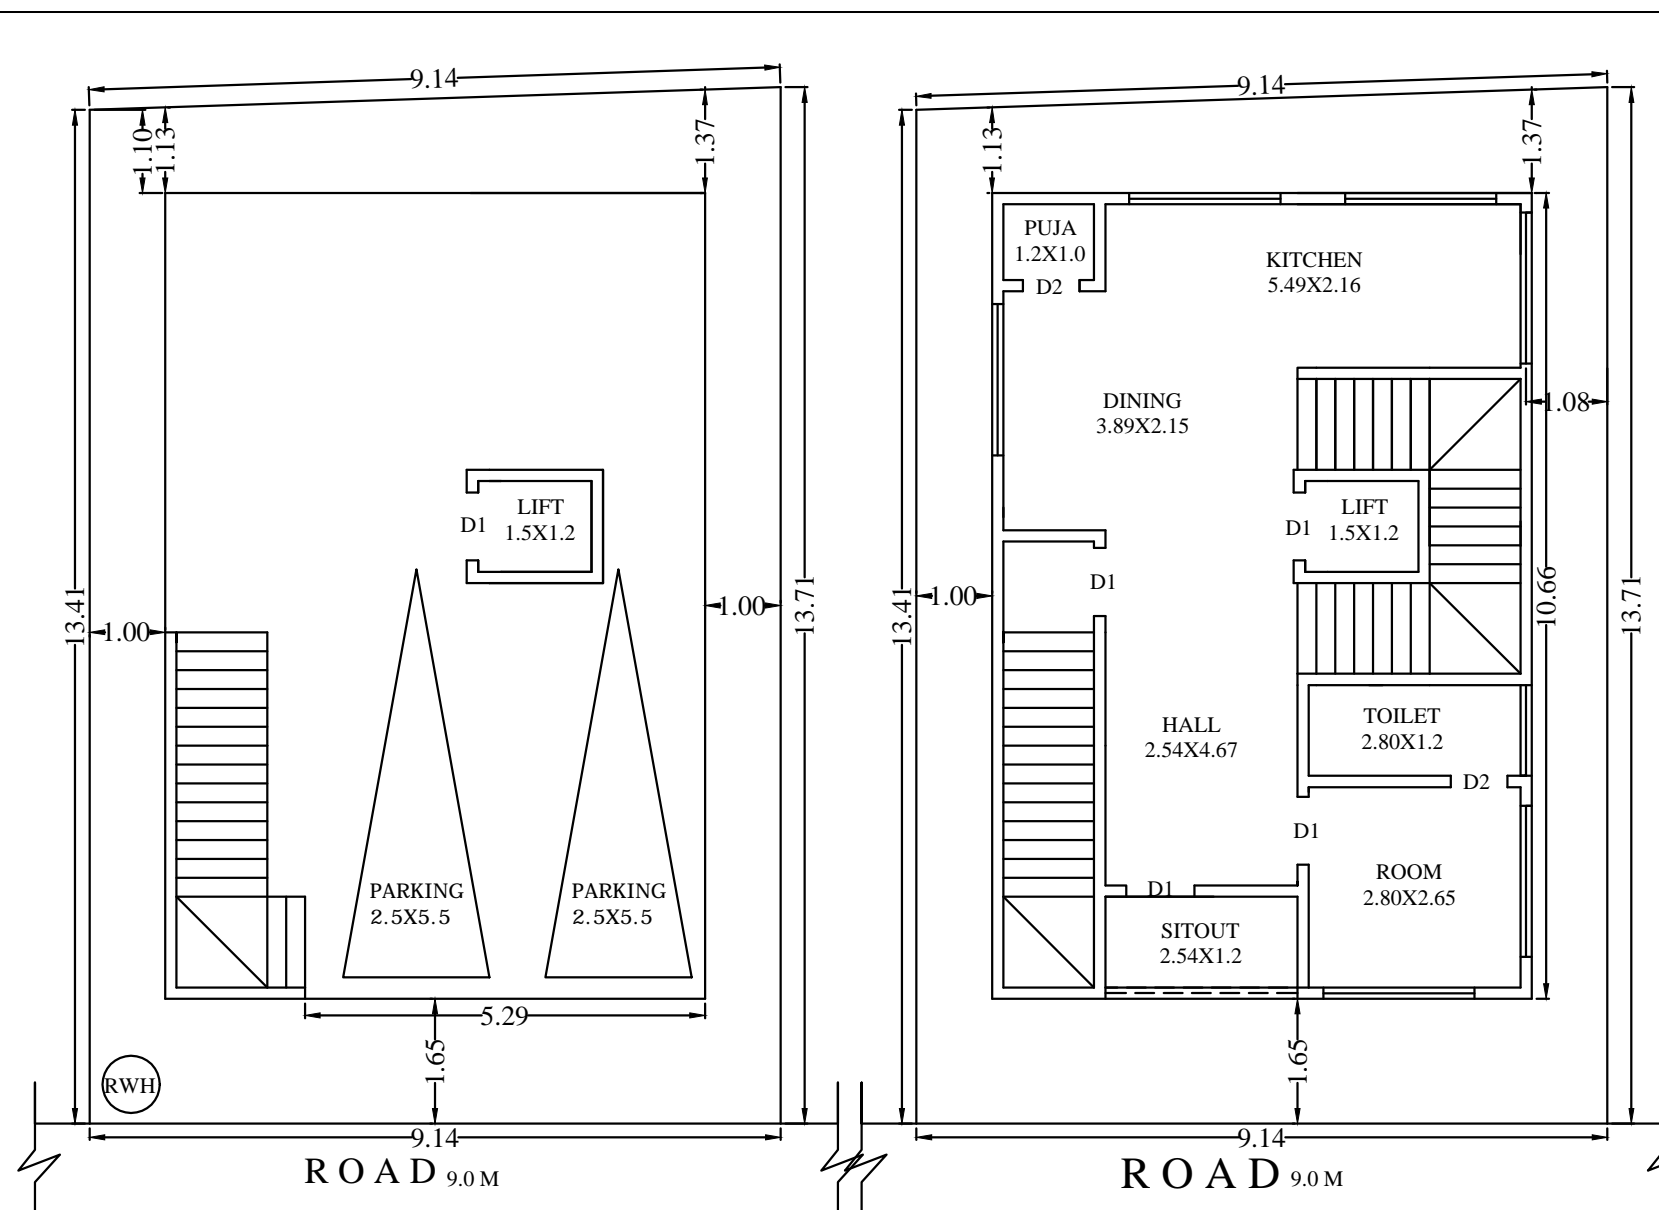 9.14
1.10
1.13
1.37
13.41
1.00
LIFT
1.5X1.2
D1
1.00
13.71
PARKING
2.5X5.5
PARKING
2.5X5.5
5.29
1.65
RWH
9.14
ROAD 9.0 M
9.14
1.13
1.37
PUJA
1.2X1.0
D2
KITCHEN
5.49X2.16
DINING
3.89X2.15
1.08
LIFT
1.5X1.2
D1
D1
13.41
1.00
10.66
13.71
HALL
2.54X4.67
TOILET
2.80X1.2
D2
D1
ROOM
2.80X2.65
D1
SITOUT
2.54X1.2
1.65
9.14
ROAD 9.0 M